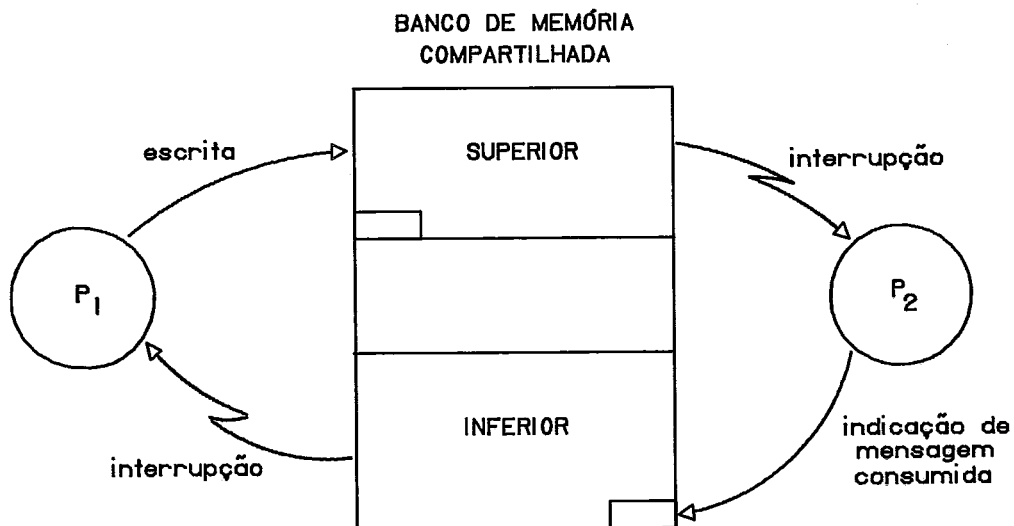 BANCO DE MEMÓRIA
COMPARTILHADA
escrita
SUPERIOR
interrupção
P1
P2
INFERIOR
interrupção
indicação de
mensagem
consumida